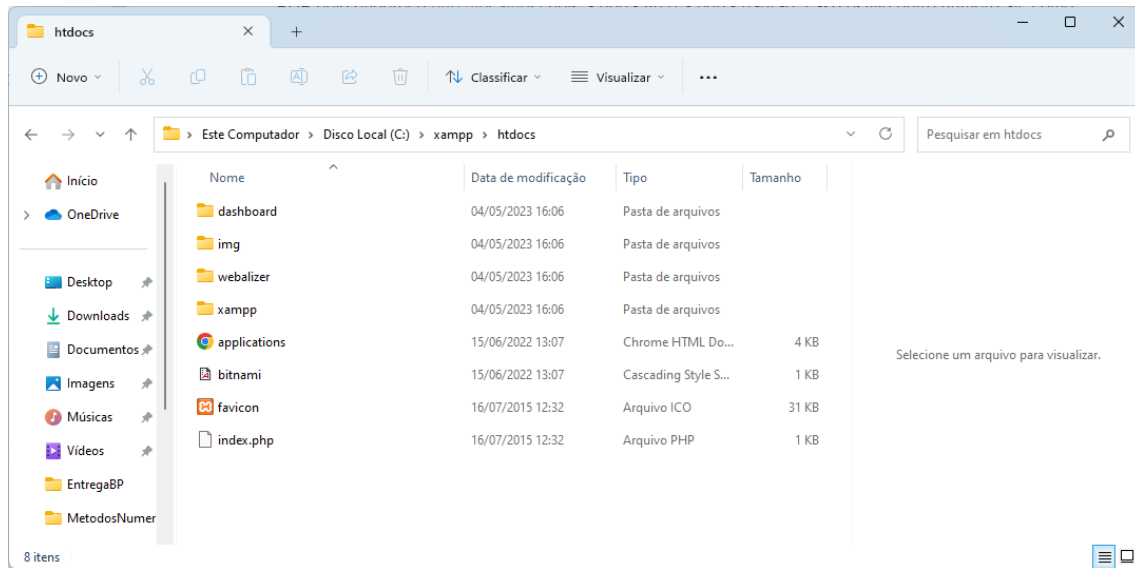 htdocs
Novo
Classificar
Visualizar
Este Computador > Disco Local (C:) > xampp > htdocs
Pesquisar em htdocs
Início
OneDrive
Desktop
Downloads
Documentos
Imagens
Músicas
Vídeos
EntregaBP
MetodosNumer
Nome Data de modificação Tipo Tamanho
dashboard 04/05/2023 16:06 Pasta de arquivos
img 04/05/2023 16:06 Pasta de arquivos
webalizer 04/05/2023 16:06 Pasta de arquivos
xampp 04/05/2023 16:06 Pasta de arquivos
applications 15/06/2022 13:07 Chrome HTML Do... 4 KB
bitnami 15/06/2022 13:07 Cascading Style S... 1 KB
favicon 16/07/2015 12:32 Arquivo ICO 31 KB
index.php 16/07/2015 12:32 Arquivo PHP 1 KB
Selecione um arquivo para visualizar.
8 itens